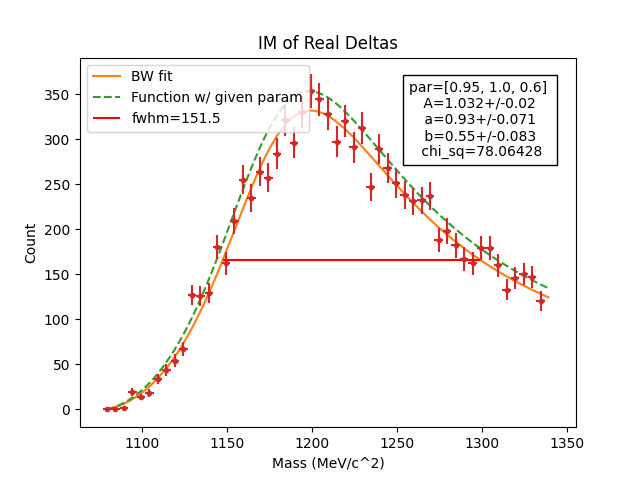 IM of Real Deltas
BW fit
Function w/ given param
fwhm=151.5
par=[0.95, 1.0, 0.6]
A=1.032+/-0.02
a=0.93+/-0.071
b=0.55+/-0.083
chi_sq=78.06428
Count
350
300
250
200
150
100
50
0
1100 1150 1200 1250 1300 1350
Mass (MeV/c^2)